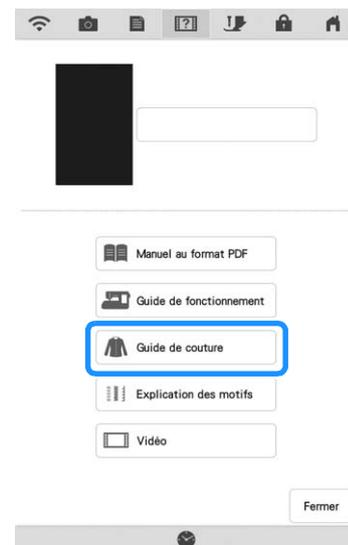 Manuel au format PDF
Guide de fonctionnement
Guide de couture
Explication des motifs
Vidéo
Fermer